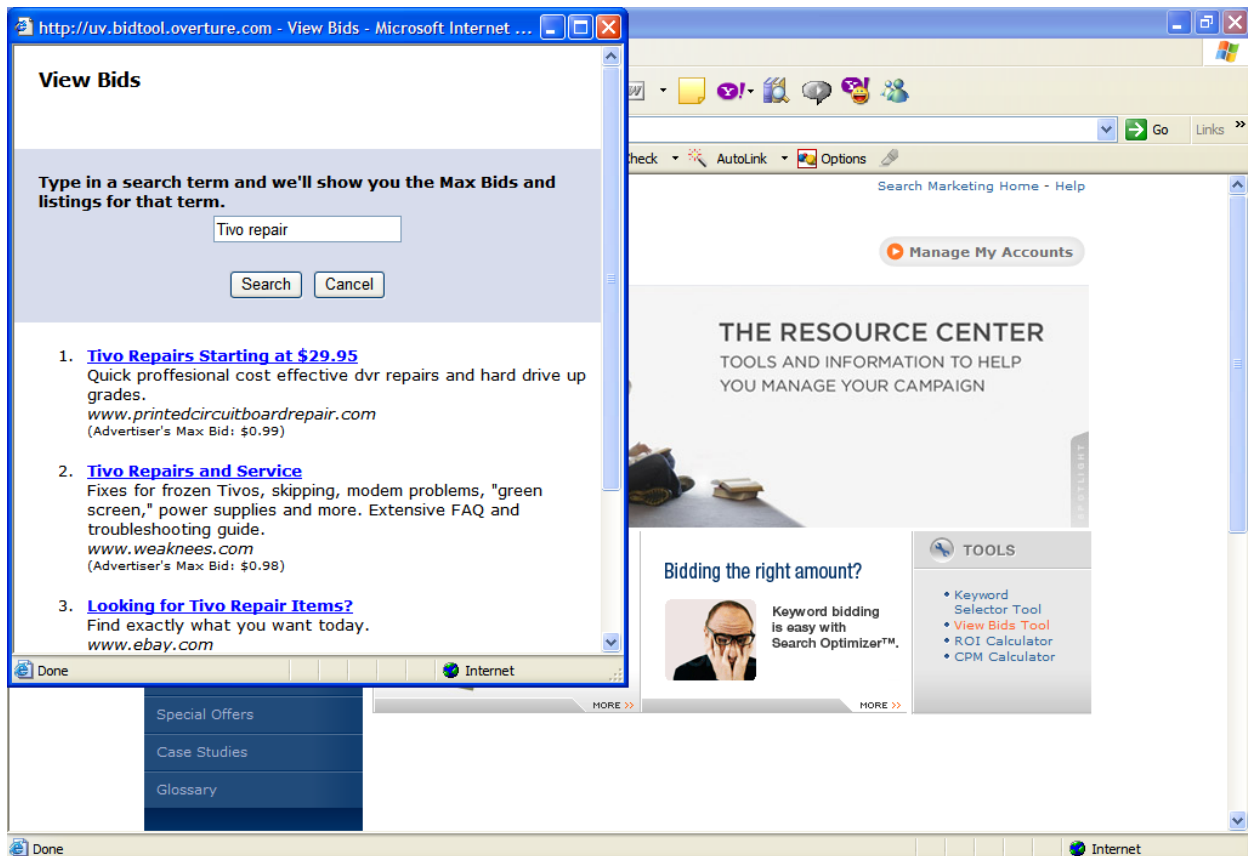 http://uv.bidtool.overture.com - View Bids - Microsoft Internet ...
View Bids
Type in a search term and we'll show you the Max Bids and
listings for that term.
Tivo repair
Search Cancel
1. Tivo Repairs Starting at $29.95
Quick proffesional cost effective dvr repairs and hard drive up
grades.
www.printedcircuitboardrepair.com
(Advertiser's Max Bid: $0.99)
2. Tivo Repairs and Service
Fixes for frozen Tivos, skipping, modem problems, "green
screen," power supplies and more. Extensive FAQ and
troubleshooting guide.
www.weaknees.com
(Advertiser's Max Bid: $0.98)
3. Looking for Tivo Repair Items?
Find exactly what you want today.
www.ebay.com
Done Internet
Go Links »
AutoLink Options
Search Marketing Home - Help
Manage My Accounts
THE RESOURCE CENTER
TOOLS AND INFORMATION TO HELP
YOU MANAGE YOUR CAMPAIGN
SPOTLIGHT
Bidding the right amount?
Keyword bidding
is easy with
Search Optimizer™.
MORE >>
MORE >>
TOOLS
• Keyword
Selector Tool
• View Bids Tool
• ROI Calculator
• CPM Calculator
Special Offers
Case Studies
Glossary
Done Internet